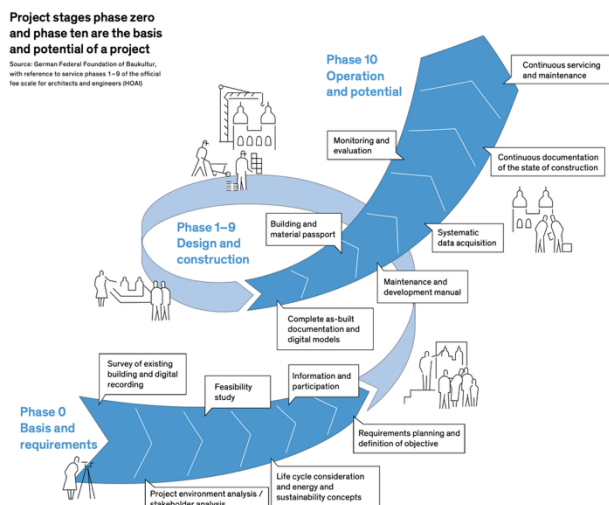 Project stages phase zero
and phase ten are the basis
and potential of a project
Source: German Federal Foundation of Baukultur,
with reference to service phases 1–9 of the official
fee scale for architects and engineers (HOAI)
Phase 10
Operation
and potential
Continuous servicing
and maintenance
Monitoring and
evaluation
Continuous documentation
of the state of construction
Phase 1–9
Design and
construction
Building and
material passport
Systematic
data acquisition
Maintenance and
development manual
Complete as-built
documentation and
digital models
Survey of existing
building and digital
recording
Feasibility
study
Information and
participation
Phase 0
Basis and
requirements
Requirements planning and
definition of objective
Life cycle consideration
and energy and
sustainability concepts
Project environment analysis /
stakeholder analysis